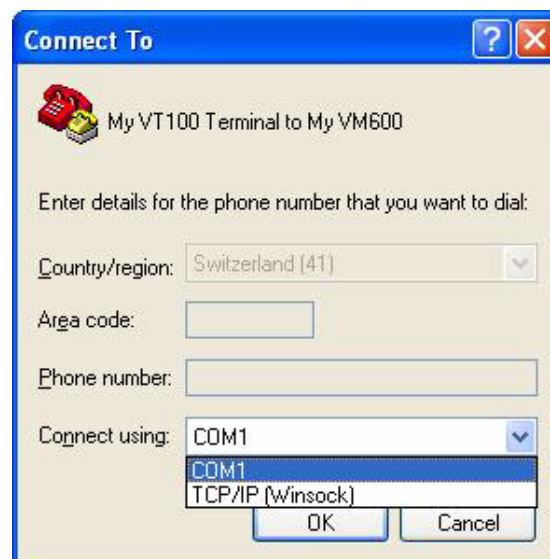 Connect To
My VT100 Terminal to My VM600
Enter details for the phone number that you want to dial:
Country/region: Switzerland (41)
Area code:
Phone number:
Connect using: COM1
COM1
TCP/IP (Winsock)
OK Cancel